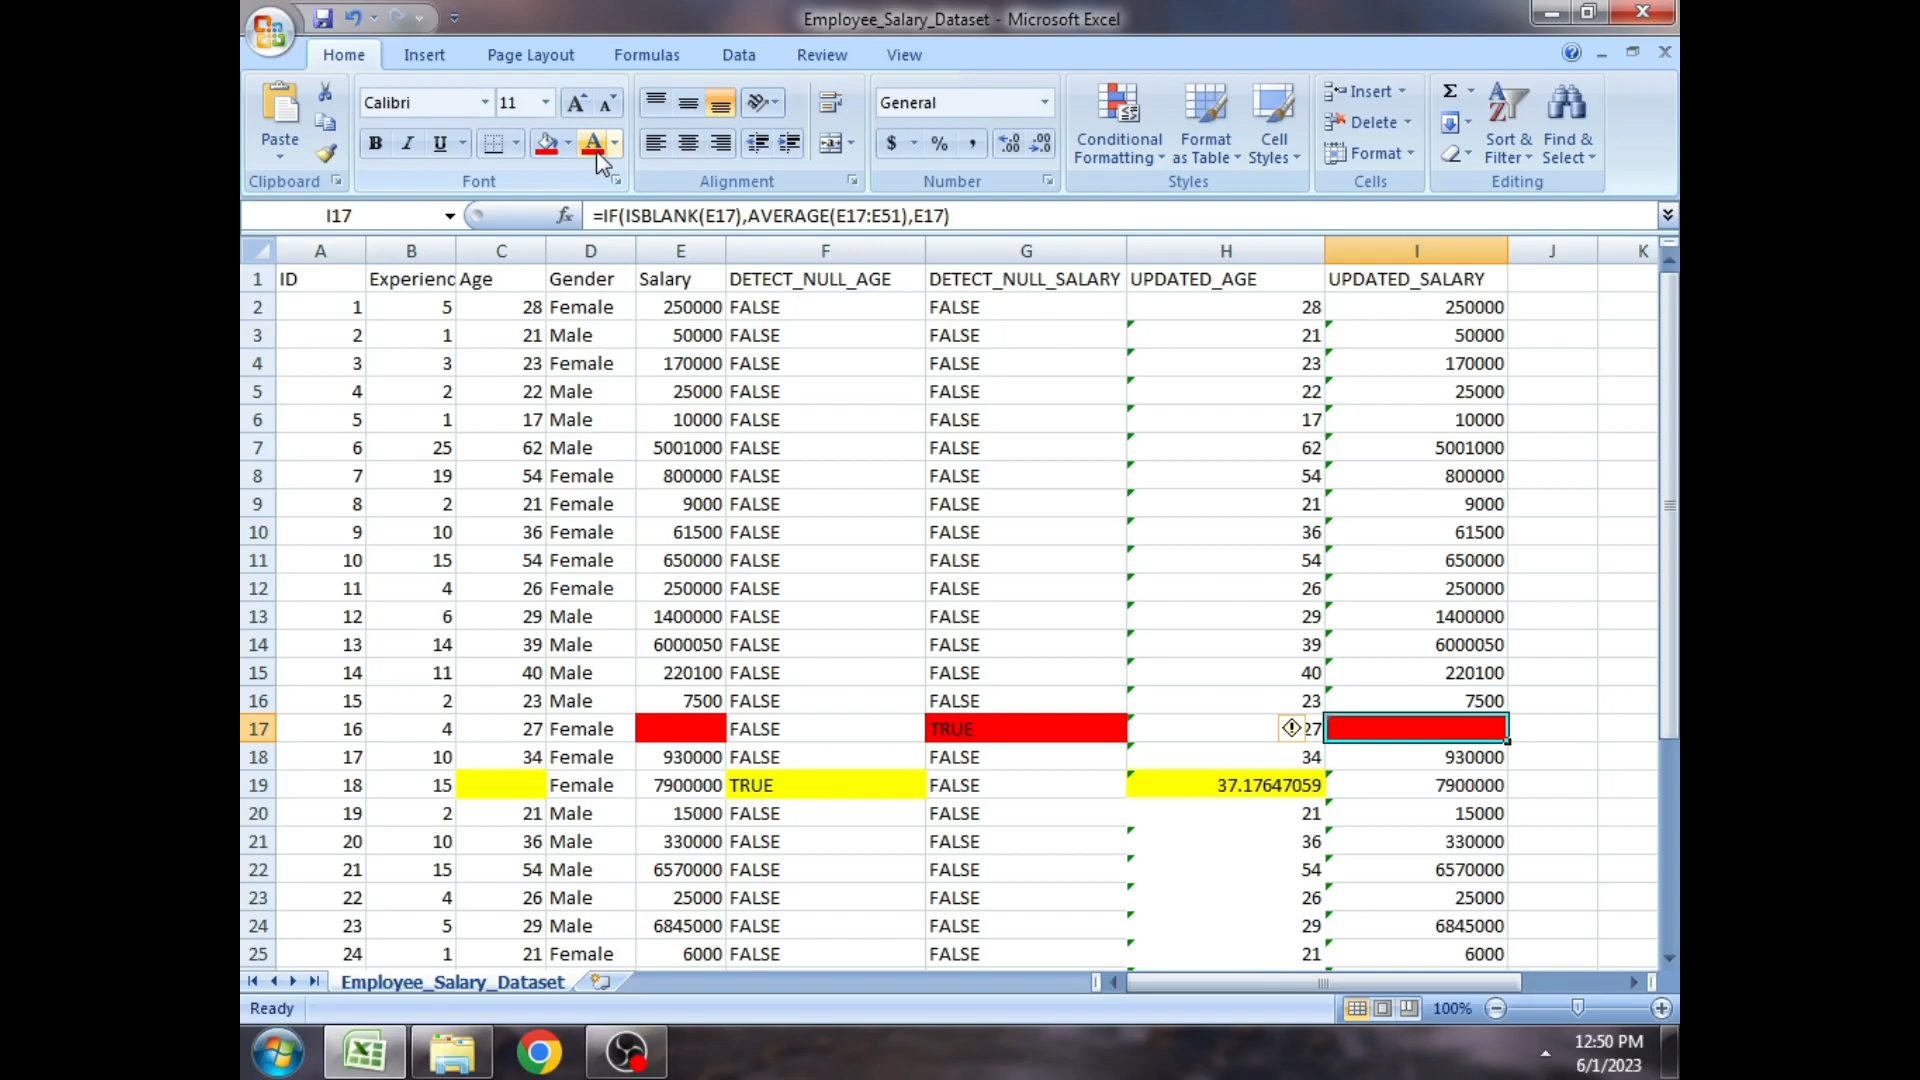 Employee_Salary_Dataset - Microsoft Excel
Home Insert Page Layout Formulas Data Review View
Calibri 11 A A General Insert Σ
Paste B I U A $ % , .0 .00 .00 .0 Conditional Formatting Format as Table Cell Styles Delete Format Sort & Filter Find & Select
Clipboard Font Alignment Number Styles Cells Editing
I17 fx =IF(ISBLANK(E17),AVERAGE(E17:E51),E17)
A B C D E F G H I J K
1 ID Experienc Age Gender Salary DETECT_NULL_AGE DETECT_NULL_SALARY UPDATED_AGE UPDATED_SALARY
2 1 5 28 Female 250000 FALSE FALSE 28 250000
3 2 1 21 Male 50000 FALSE FALSE 21 50000
4 3 3 23 Female 170000 FALSE FALSE 23 170000
5 4 2 22 Male 25000 FALSE FALSE 22 25000
6 5 1 17 Male 10000 FALSE FALSE 17 10000
7 6 25 62 Male 5001000 FALSE FALSE 62 5001000
8 7 19 54 Female 800000 FALSE FALSE 54 800000
9 8 2 21 Female 9000 FALSE FALSE 21 9000
10 9 10 36 Female 61500 FALSE FALSE 36 61500
11 10 15 54 Female 650000 FALSE FALSE 54 650000
12 11 4 26 Female 250000 FALSE FALSE 26 250000
13 12 6 29 Male 1400000 FALSE FALSE 29 1400000
14 13 14 39 Male 6000050 FALSE FALSE 39 6000050
15 14 11 40 Male 220100 FALSE FALSE 40 220100
16 15 2 23 Male 7500 FALSE FALSE 23 7500
17 16 4 27 Female FALSE TRUE 27
18 17 10 34 Female 930000 FALSE FALSE 34 930000
19 18 15 Female 7900000 TRUE FALSE 37.17647059 7900000
20 19 2 21 Male 15000 FALSE FALSE 21 15000
21 20 10 36 Male 330000 FALSE FALSE 36 330000
22 21 15 54 Male 6570000 FALSE FALSE 54 6570000
23 22 4 26 Male 25000 FALSE FALSE 26 25000
24 23 5 29 Male 6845000 FALSE FALSE 29 6845000
25 24 1 21 Female 6000 FALSE FALSE 21 6000
Employee_Salary_Dataset
Ready 100%
12:50 PM
6/1/2023